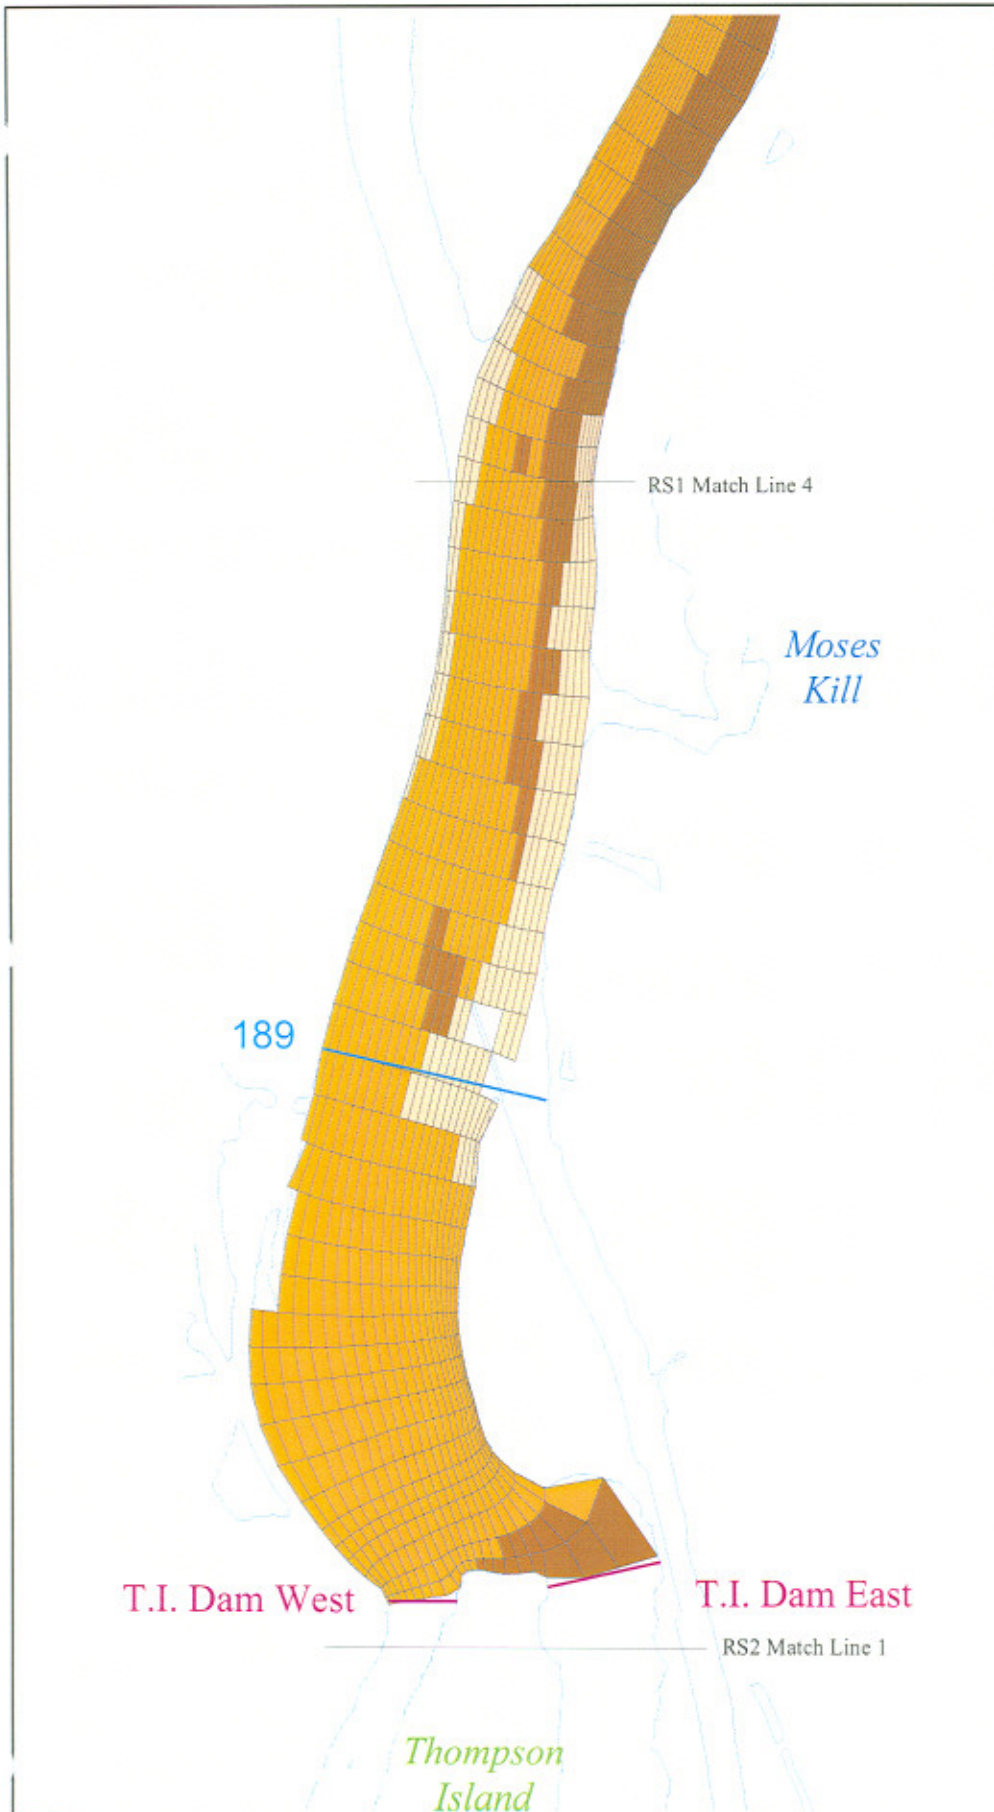 RS1 Match Line 4
Moses
Kill
189
T.I. Dam West
T.I. Dam East
RS2 Match Line 1
Thompson
Island